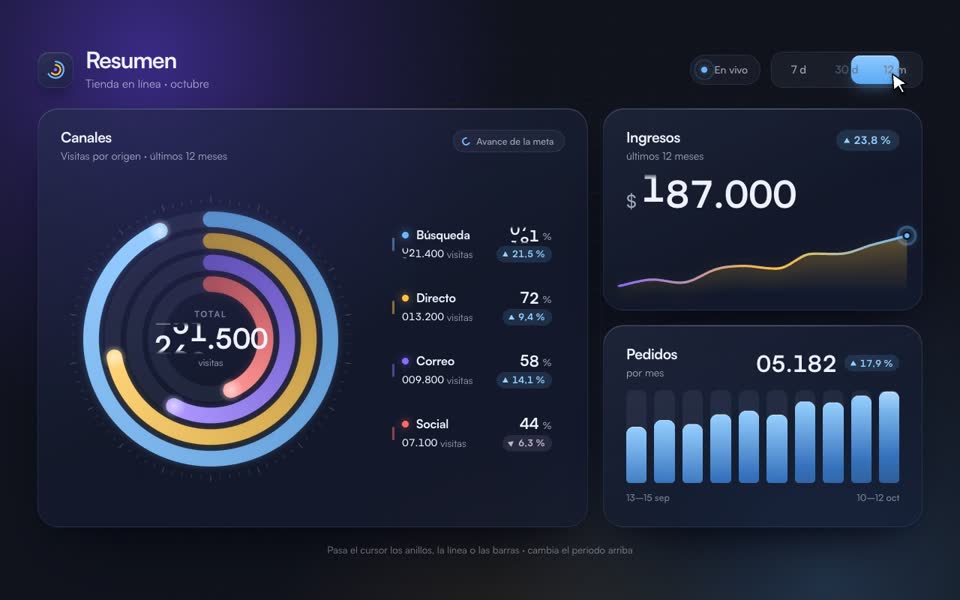 Resumen
Tienda en línea · octubre
En vivo
7 d
30 d
12 m
Canales
Visitas por origen · últimos 12 meses
Avance de la meta
TOTAL
.500
visitas
Búsqueda
%
21.400 visitas
▲ 21,5 %
Directo
72 %
013.200 visitas
▲ 9,4 %
Correo
58 %
009.800 visitas
▲ 14,1 %
Social
44 %
07.100 visitas
▼ 6,3 %
Ingresos
últimos 12 meses
▲ 23,8 %
$ 187.000
Pedidos
por mes
05.182
▲ 17,9 %
13–15 sep
10–12 oct
Pasa el cursor los anillos, la línea o las barras · cambia el periodo arriba